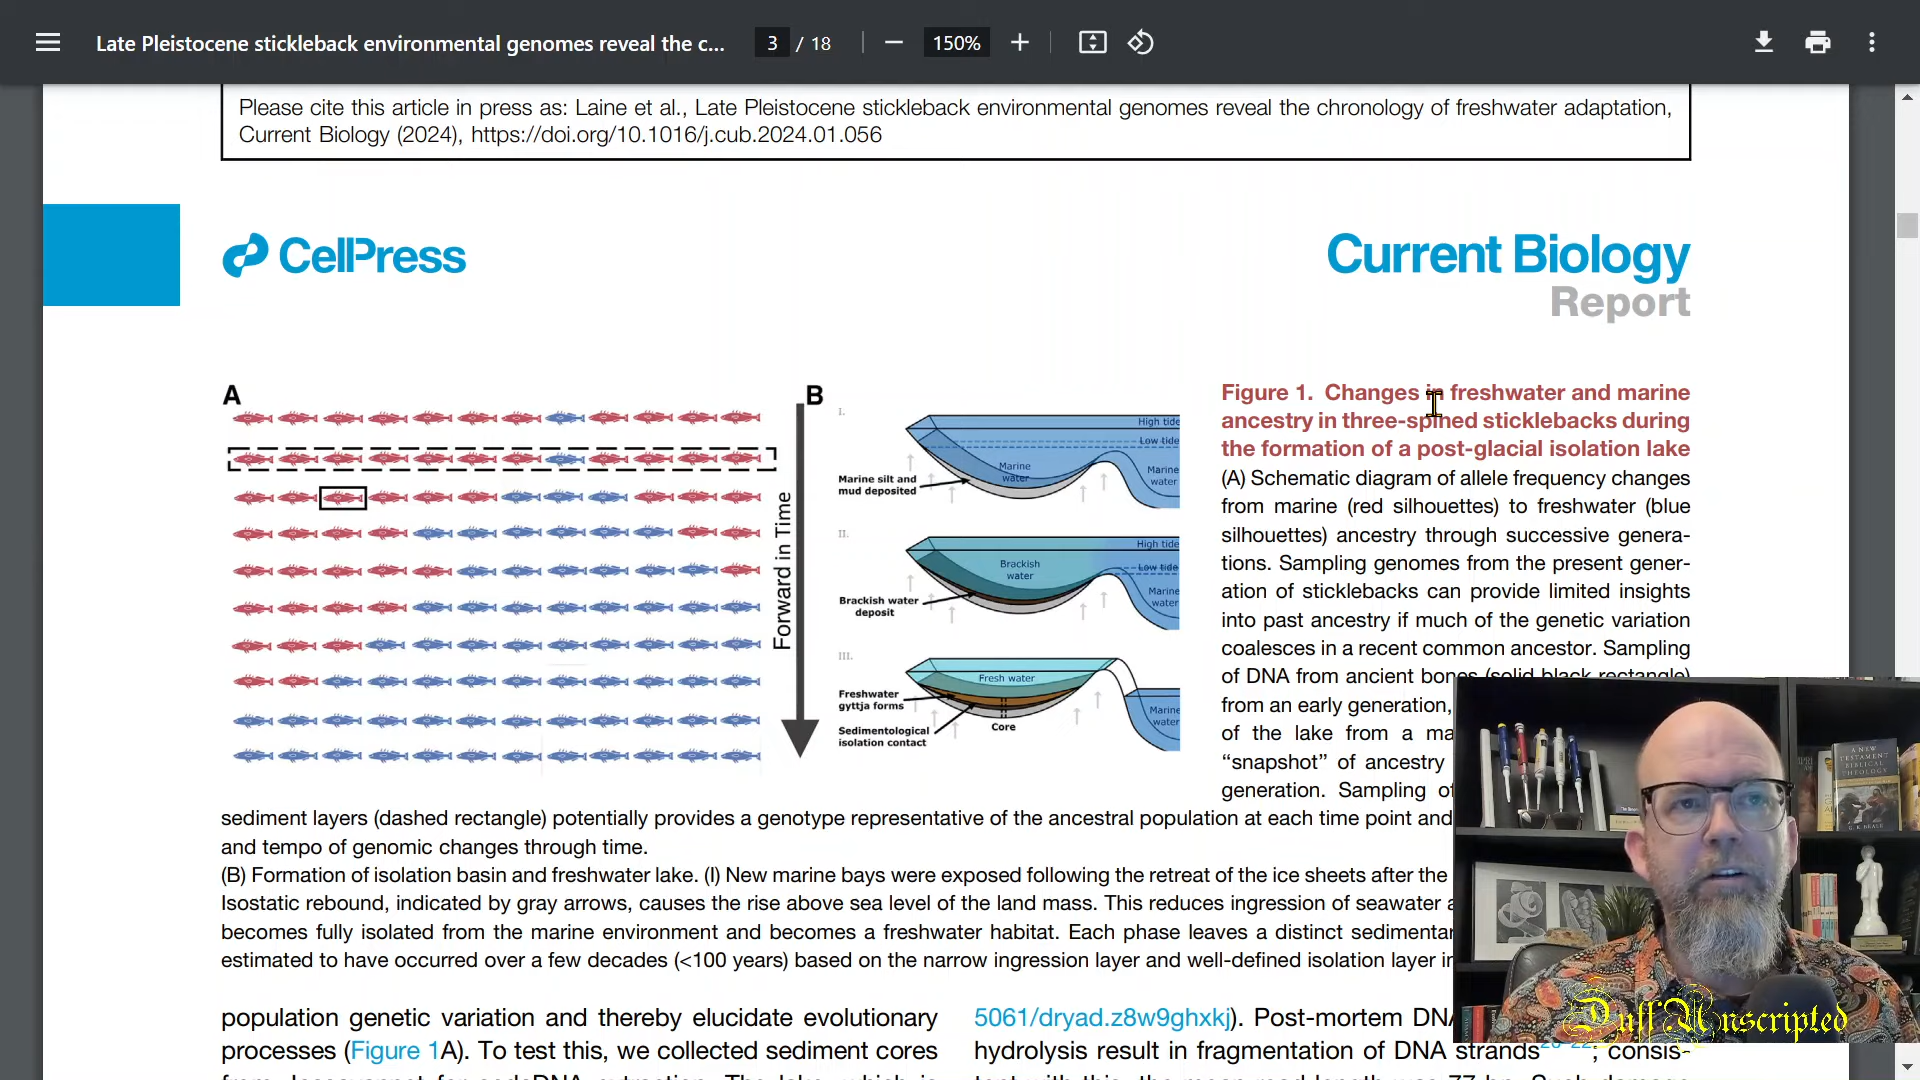 Late Pleistocene stickleback environmental genomes reveal the c...
3 / 18
150%
Please cite this article in press as: Laine et al., Late Pleistocene stickleback environmental genomes reveal the chronology of freshwater adaptation,
Current Biology (2024), https://doi.org/10.1016/j.cub.2024.01.056
CellPress
Current Biology
Report
A
Forward in Time
B
I.
High tide
Low tide
Marine water
Marine water
Marine silt and
mud deposited
II.
High tide
Low tide
Brackish
water
Marine
water
Brackish water
deposit
III.
Fresh water
Marine
water
Freshwater
gyttja forms
Sedimentological
isolation contact
Core
Figure 1. Changes in freshwater and marine
ancestry in three-spined sticklebacks during
the formation of a post-glacial isolation lake
(A) Schematic diagram of allele frequency changes
from marine (red silhouettes) to freshwater (blue
silhouettes) ancestry through successive genera-
tions. Sampling genomes from the present gener-
ation of sticklebacks can provide limited insights
into past ancestry if much of the genetic variation
coalesces in a recent common ancestor. Sampling
of DNA from ancient bones (solid black rectangle)
from an early generation,
of the lake from a ma
“snapshot” of ancestry
generation. Sampling of
sediment layers (dashed rectangle) potentially provides a genotype representative of the ancestral population at each time point and
and tempo of genomic changes through time.
(B) Formation of isolation basin and freshwater lake. (I) New marine bays were exposed following the retreat of the ice sheets after the
Isostatic rebound, indicated by gray arrows, causes the rise above sea level of the land mass. This reduces ingression of seawater a
becomes fully isolated from the marine environment and becomes a freshwater habitat. Each phase leaves a distinct sedimentar
estimated to have occurred over a few decades (<100 years) based on the narrow ingression layer and well-defined isolation layer in
population genetic variation and thereby elucidate evolutionary
processes (Figure 1A). To test this, we collected sediment cores
5061/dryad.z8w9ghxkj). Post-mortem DNA
hydrolysis result in fragmentation of DNA strands, consis-
A NEW
TESTAMENT
BIBLICAL
THEOLOGY
Duff Unscripted